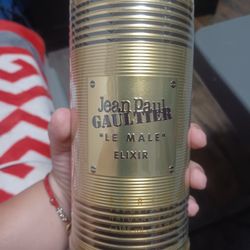 Jean Paul
GAULTIER
"LE MALE"
ELIXIR